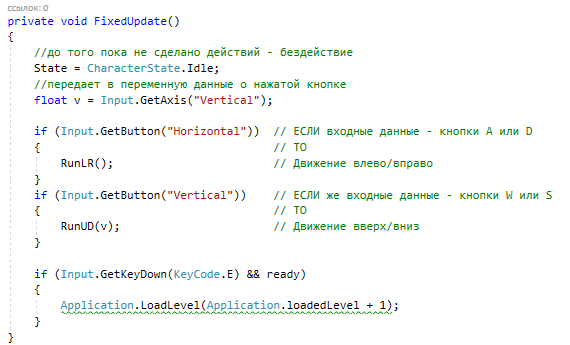 ссылок: 0
private void FixedUpdate()
{
    //до того пока не сделано действий - бездействие
    State = CharacterState.Idle;
    //передает в переменную данные о нажатой кнопке
    float v = Input.GetAxis("Vertical");

    if (Input.GetButton("Horizontal"))  // ЕСЛИ входные данные - кнопки A или D
    {                                   // ТО
        RunLR();                        // Движение влево/вправо
    }
    if (Input.GetButton("Vertical"))    // ЕСЛИ же входные данные - кнопки W или S
    {                                   // ТО
        RunUD(v);                       // Движение вверх/вниз
    }

    if (Input.GetKeyDown(KeyCode.E) && ready)
    {
        Application.LoadLevel(Application.loadedLevel + 1);
    }
}